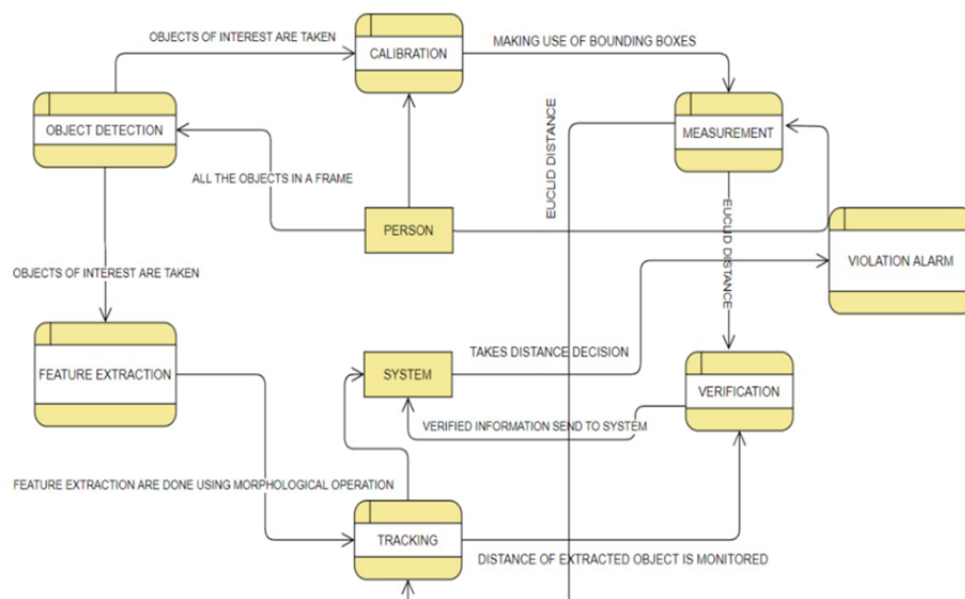 OBJECTS OF INTEREST ARE TAKEN
CALIBRATION
MAKING USE OF BOUNDING BOXES
OBJECT DETECTION
EUCLID DISTANCE
MEASUREMENT
ALL THE OBJECTS IN A FRAME
PERSON
EUCLID DISTANCE
VIOLATION ALARM
OBJECTS OF INTEREST ARE TAKEN
FEATURE EXTRACTION
SYSTEM
TAKES DISTANCE DECISION
VERIFICATION
VERIFIED INFORMATION SEND TO SYSTEM
FEATURE EXTRACTION ARE DONE USING MORPHOLOGICAL OPERATION
TRACKING
DISTANCE OF EXTRACTED OBJECT IS MONITORED